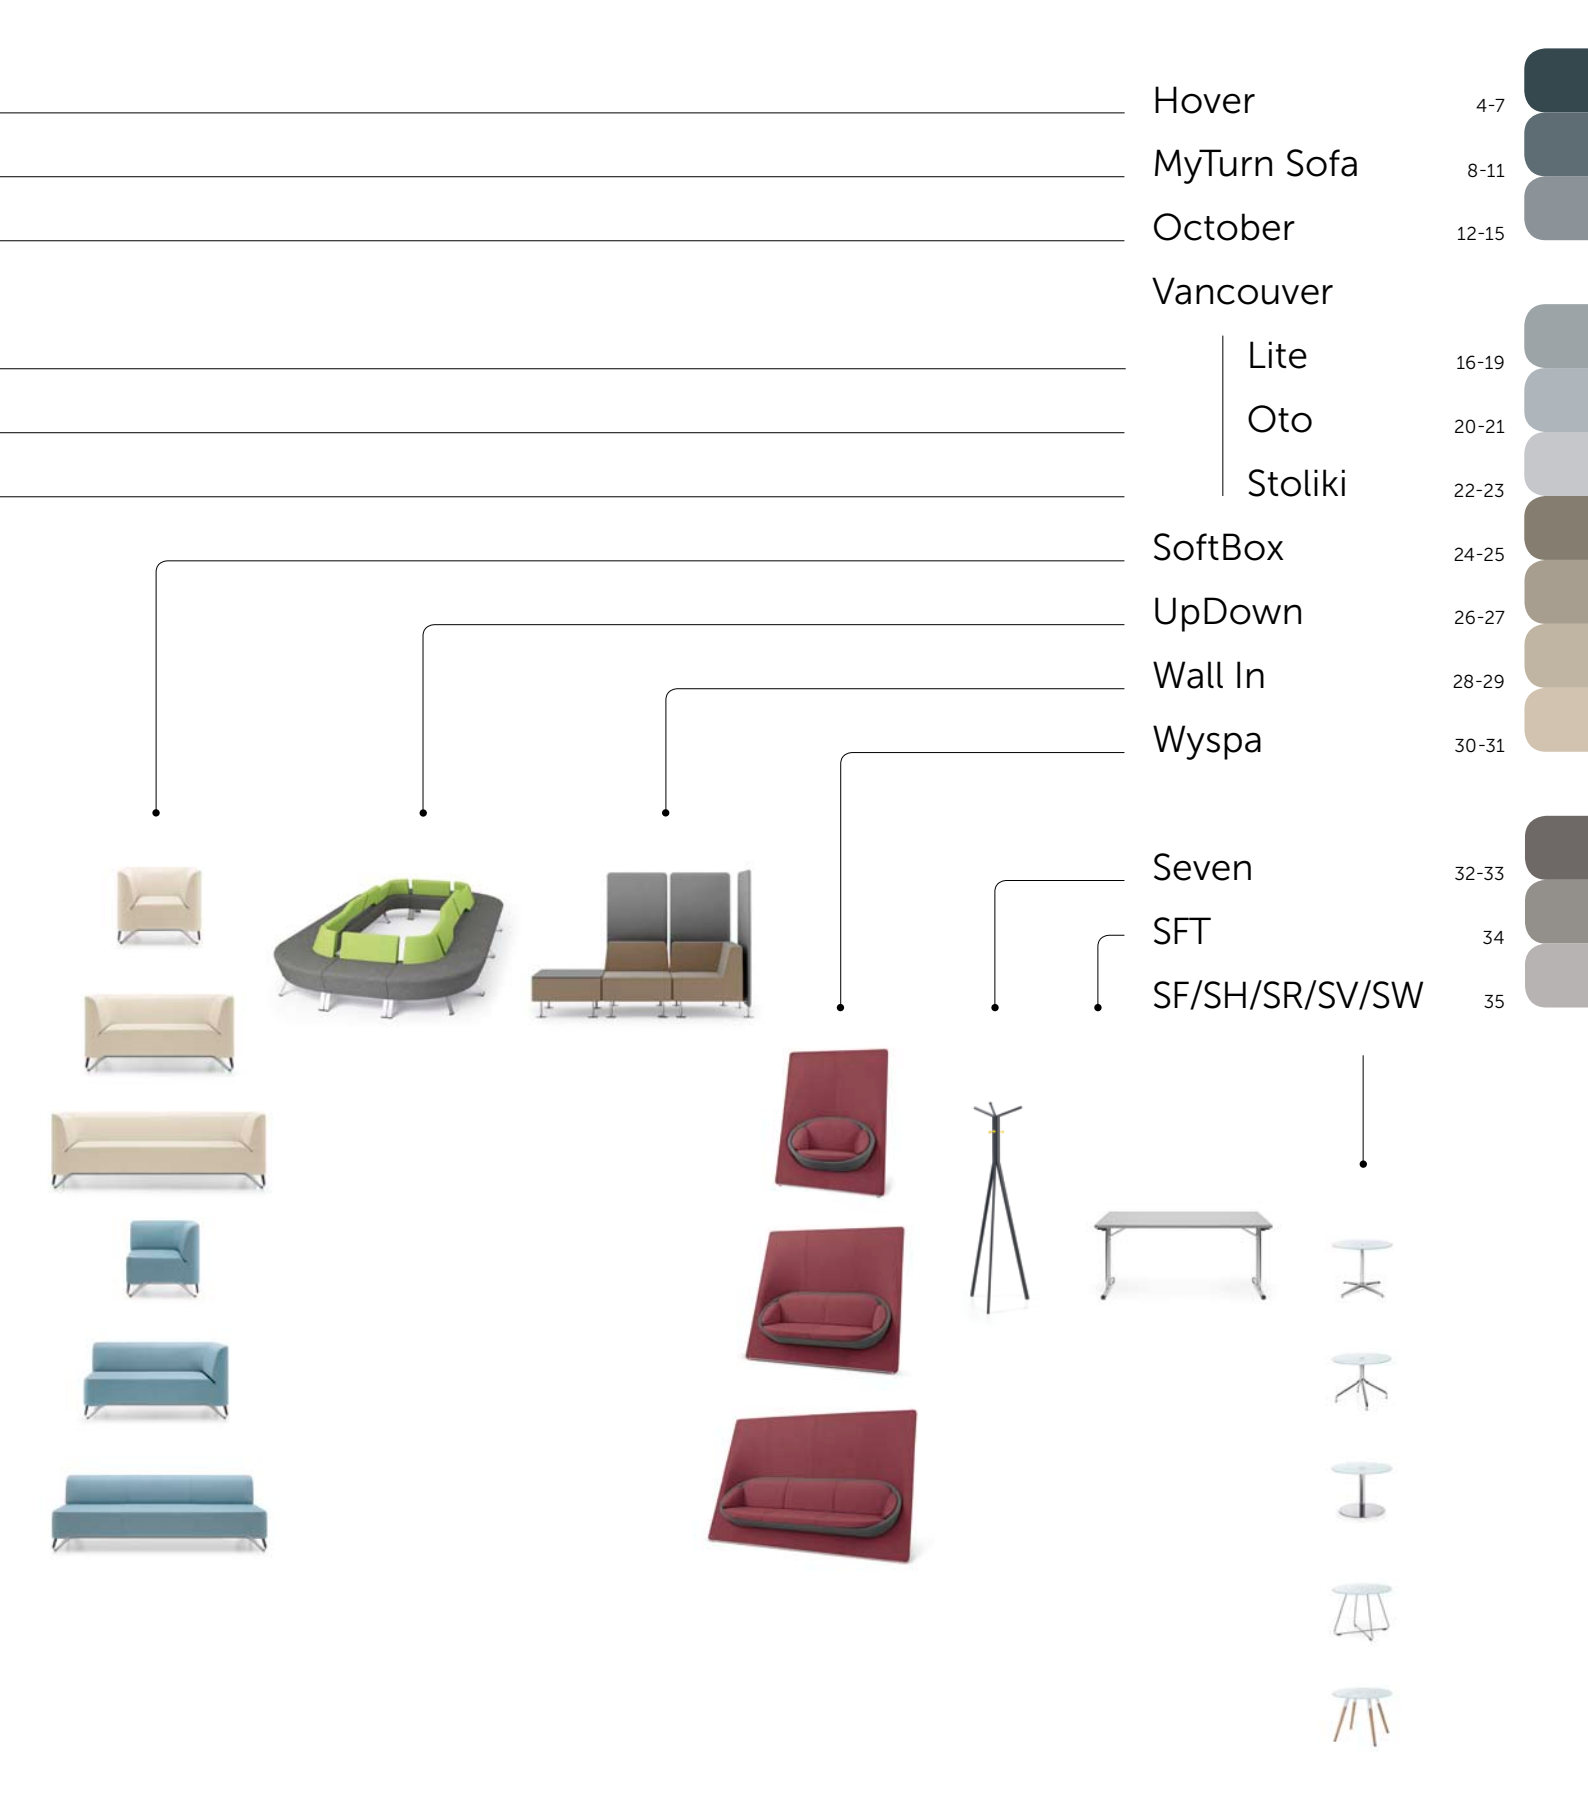 Hover 4-7
MyTurn Sofa 8-11
October 12-15
Vancouver
Lite 16-19
Oto 20-21
Stoliki 22-23
SoftBox 24-25
UpDown 26-27
Wall In 28-29
Wyspa 30-31
Seven 32-33
SFT 34
SF/SH/SR/SV/SW 35